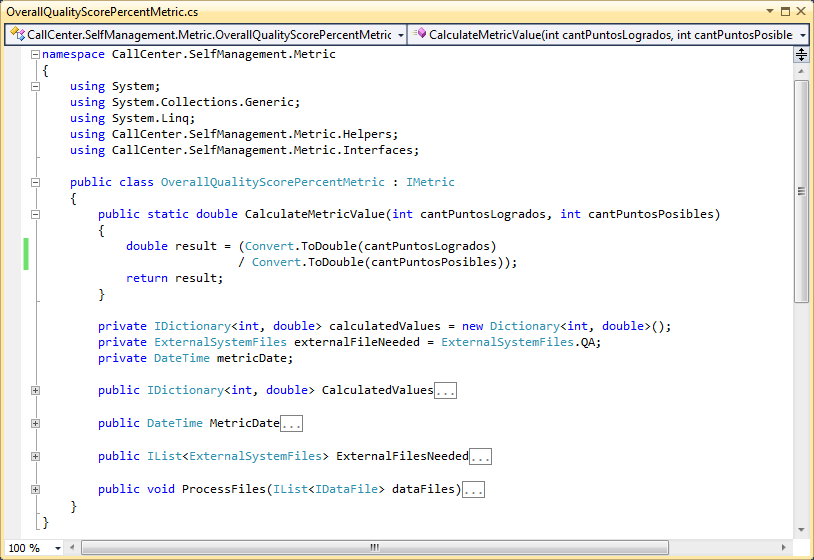 OverallQualityScorePercentMetric.cs
CallCenter.SelfManagement.Metric.OverallQualityScorePercentMetric
CalculateMetricValue(int cantPuntosLogrados, int cantPuntosPosible
namespace CallCenter.SelfManagement.Metric
{
using System;
using System.Collections.Generic;
using System.Linq;
using CallCenter.SelfManagement.Metric.Helpers;
using CallCenter.SelfManagement.Metric.Interfaces;
public class OverallQualityScorePercentMetric : IMetric
{
public static double CalculateMetricValue(int cantPuntosLogrados, int cantPuntosPosibles)
{
double result = (Convert.ToDouble(cantPuntosLogrados)
/ Convert.ToDouble(cantPuntosPosibles));
return result;
}
private IDictionary<int, double> calculatedValues = new Dictionary<int, double>();
private ExternalSystemFiles externalFileNeeded = ExternalSystemFiles.QA;
private DateTime metricDate;
public IDictionary<int, double> CalculatedValues...
public DateTime MetricDate...
public IList<ExternalSystemFiles> ExternalFilesNeeded...
public void ProcessFiles(IList<IDataFile> dataFiles)...
}
}
100 %